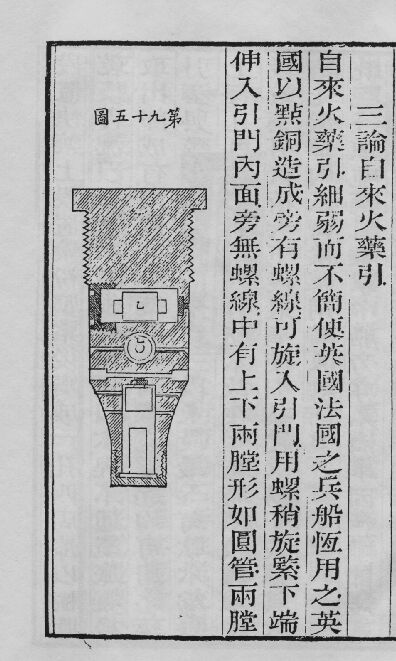 三論自來火藥引
自來火藥引細弱而不簡便英國法國之兵船恆用之英
國以點銅造成旁有螺線可旋入引門用螺稍旋緊下端
伸入引門內面旁無螺線中有上下兩膛形如圓管兩膛
第九十五圖